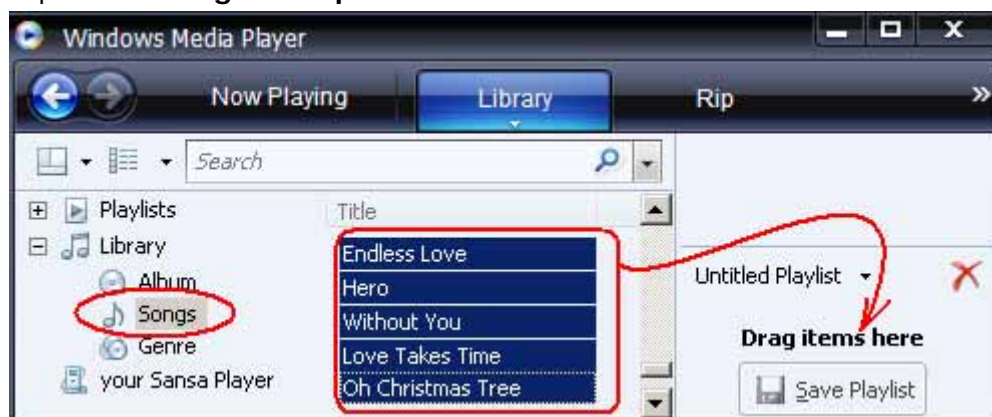 Windows Media Player
Now Playing Library Rip »
Search
Playlists
Library
Album
Songs
Genre
your Sansa Player
Title
Endless Love
Hero
Without You
Love Takes Time
Oh Christmas Tree
Untitled Playlist
Drag items here
Save Playlist